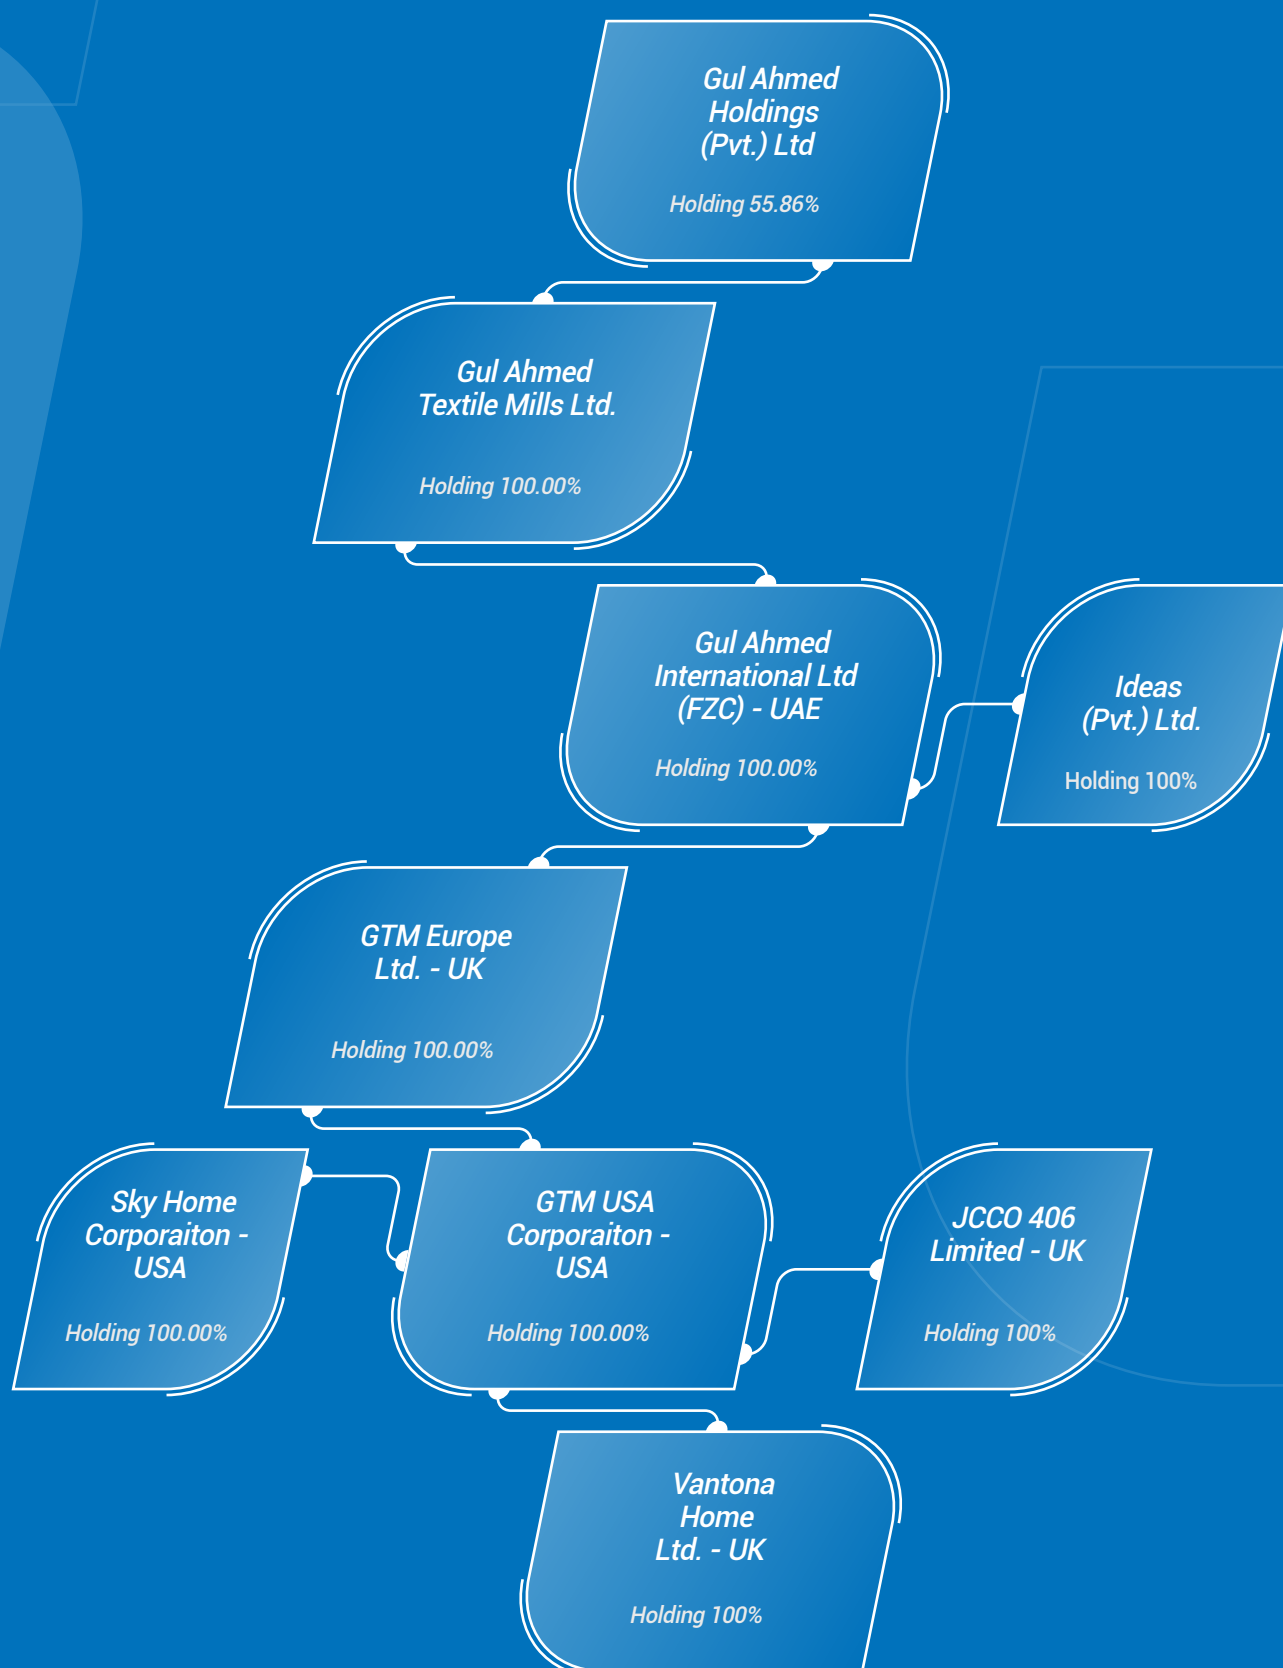 Gul Ahmed
Holdings
(Pvt.) Ltd
Holding 55.86%
Gul Ahmed
Textile Mills Ltd.
Holding 100.00%
Gul Ahmed
International Ltd
(FZC) - UAE
Holding 100.00%
Ideas
(Pvt.) Ltd.
Holding 100%
GTM Europe
Ltd. - UK
Holding 100.00%
Sky Home
Corporaiton -
USA
Holding 100.00%
GTM USA
Corporaiton -
USA
Holding 100.00%
JCCO 406
Limited - UK
Holding 100%
Vantona
Home
Ltd. - UK
Holding 100%